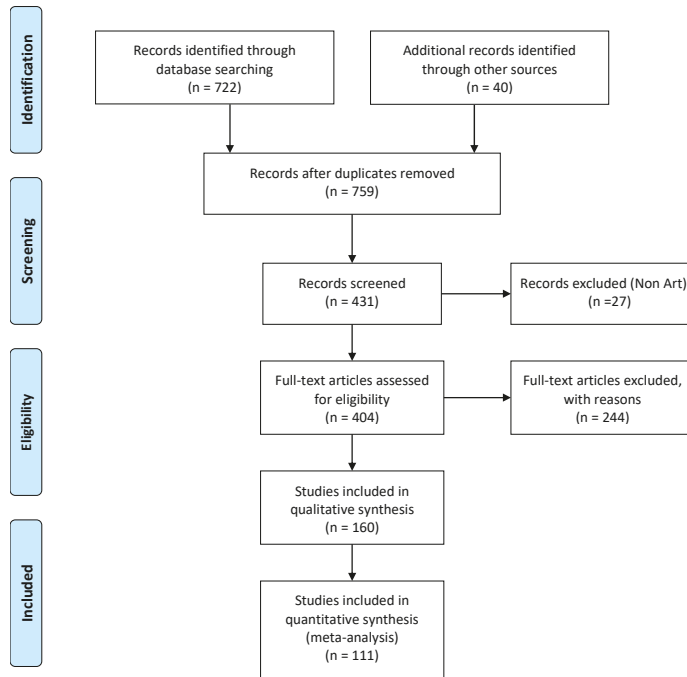 Identification
Records identified through
database searching
(n = 722)
Additional records identified
through other sources
(n = 40)
Records after duplicates removed
(n = 759)
Screening
Records screened
(n = 431)
Records excluded (Non Art)
(n =27)
Eligibility
Full-text articles assessed
for eligibility
(n = 404)
Full-text articles excluded,
with reasons
(n = 244)
Studies included in
qualitative synthesis
(n = 160)
Included
Studies included in
quantitative synthesis
(meta-analysis)
(n = 111)